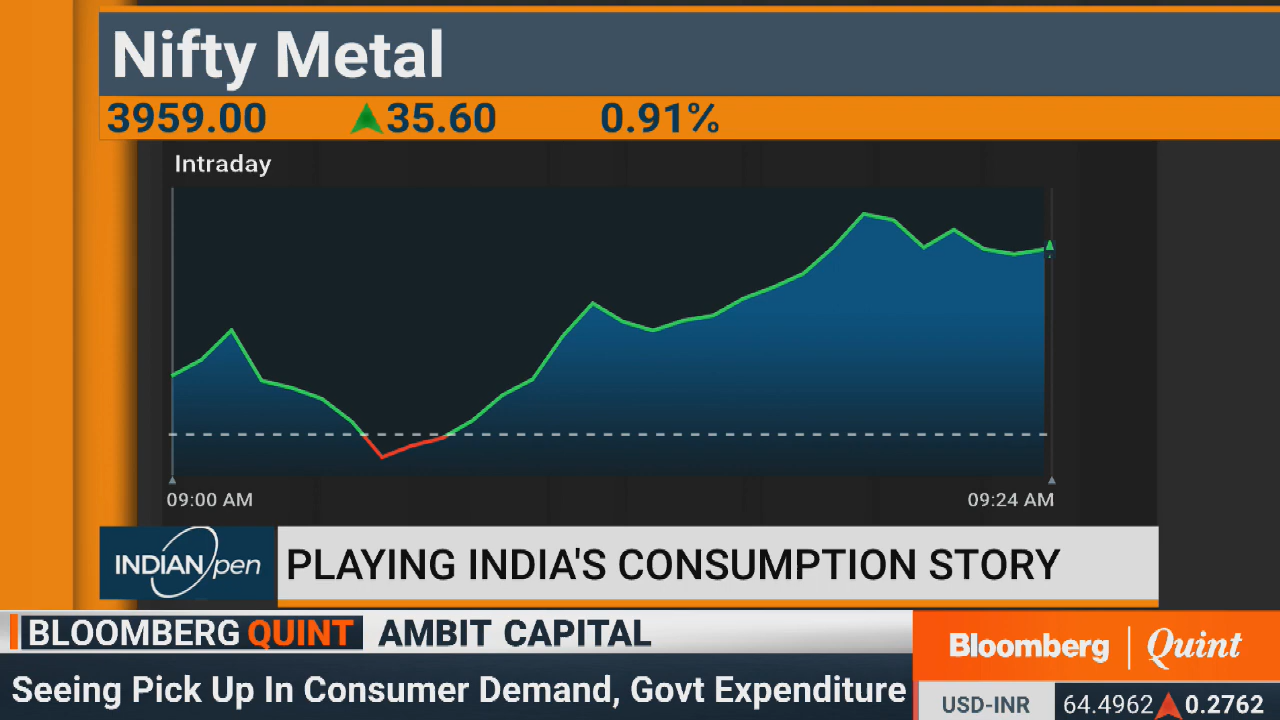 Nifty Metal
3959.00 35.60 0.91%
Intraday
09:00 AM 09:24 AM
INDIAN Open PLAYING INDIA'S CONSUMPTION STORY
BLOOMBERG QUINT AMBIT CAPITAL
Seeing Pick Up In Consumer Demand, Govt Expenditure
Bloomberg | Quint
USD-INR 64.4962 0.2762